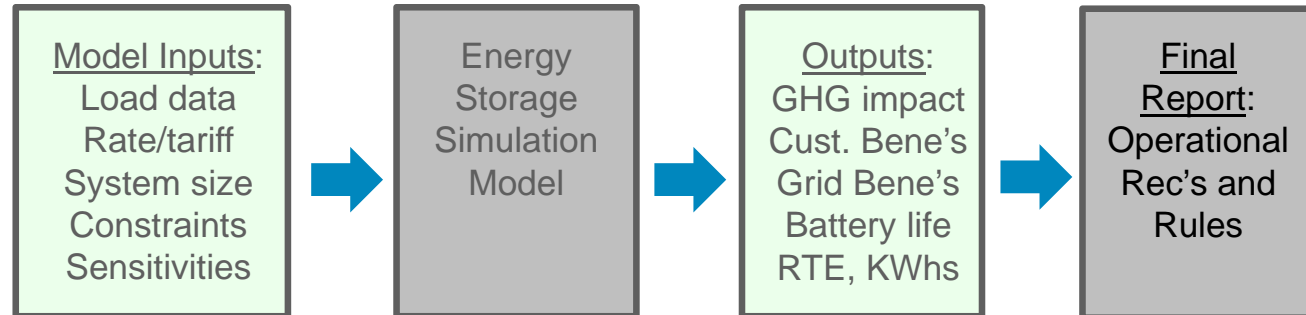 Model Inputs:
Load data
Rate/tariff
System size
Constraints
Sensitivities
Energy
Storage
Simulation
Model
Outputs:
GHG impact
Cust. Bene's
Grid Bene's
Battery life
RTE, KWhs
Final
Report:
Operational
Rec's and
Rules